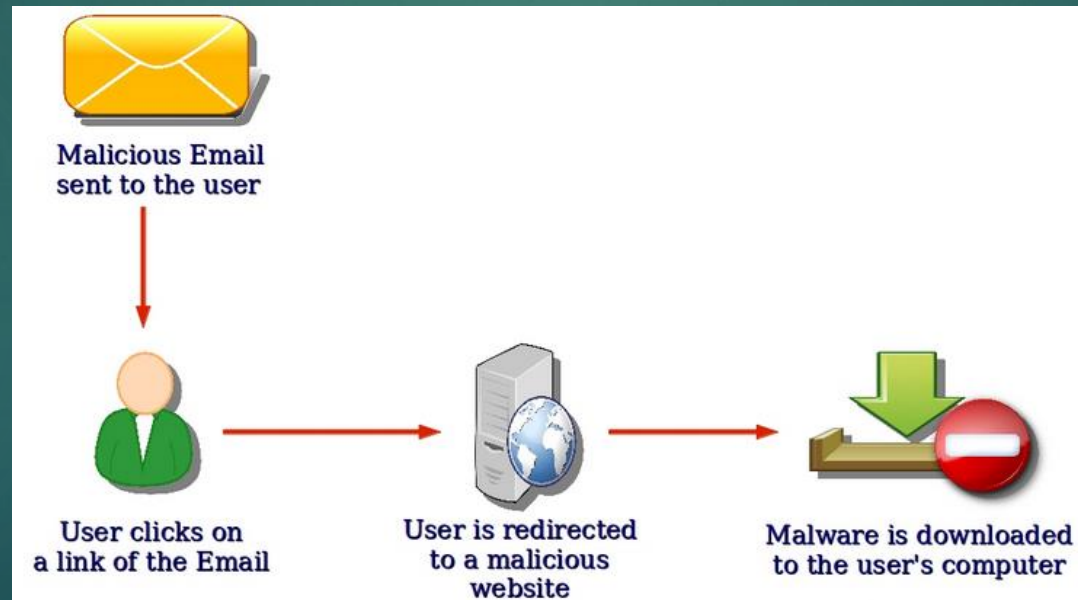 Malicious Email
sent to the user
User clicks on
a link of the Email
User is redirected
to a malicious
website
Malware is downloaded
to the user's computer